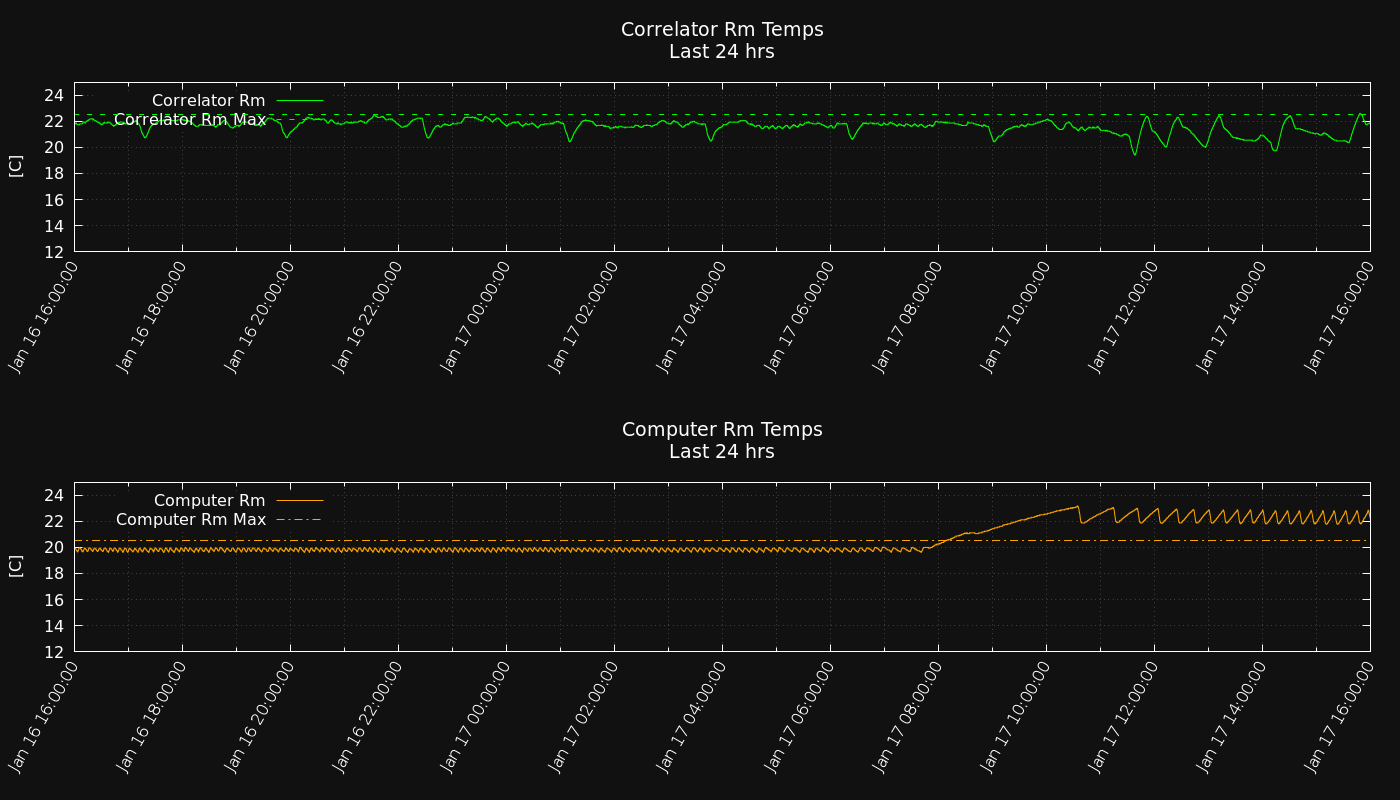 Correlator Rm Temps
Last 24 hrs
Correlator Rm
Correlator Rm Max
24
22
20
18
16
14
12
[C]
Jan 16 16:00:00
Jan 16 18:00:00
Jan 16 20:00:00
Jan 16 22:00:00
Jan 17 00:00:00
Jan 17 02:00:00
Jan 17 04:00:00
Jan 17 06:00:00
Jan 17 08:00:00
Jan 17 10:00:00
Jan 17 12:00:00
Jan 17 14:00:00
Jan 17 16:00:00
Computer Rm Temps
Last 24 hrs
Computer Rm
Computer Rm Max
24
22
20
18
16
14
12
[C]
Jan 16 16:00:00
Jan 16 18:00:00
Jan 16 20:00:00
Jan 16 22:00:00
Jan 17 00:00:00
Jan 17 02:00:00
Jan 17 04:00:00
Jan 17 06:00:00
Jan 17 08:00:00
Jan 17 10:00:00
Jan 17 12:00:00
Jan 17 14:00:00
Jan 17 16:00:00